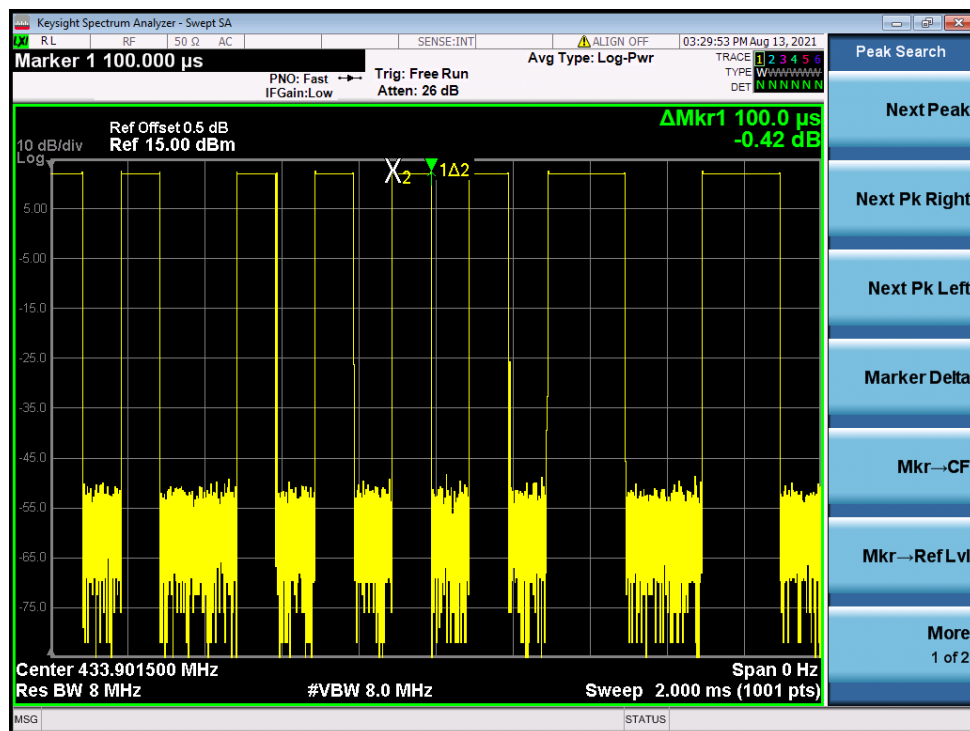 Keysight Spectrum Analyzer - Swept SA
LXI RL RF 50 Ω AC SENSE:INT ALIGN OFF 03:29:53 PM Aug 13, 2021
Marker 1 100.000 µs
PNO: Fast
IFGain:Low
Trig: Free Run
Atten: 26 dB
Avg Type: Log-Pwr
TRACE 1 2 3 4 5 6
TYPE WWWWWW
DET N N N N N N
Ref Offset 0.5 dB
10 dB/div Ref 15.00 dBm
Log
ΔMkr1 100.0 µs
-0.42 dB
X2 1Δ2
5.00
-5.00
-15.0
-25.0
-35.0
-45.0
-55.0
-65.0
-75.0
Center 433.901500 MHz Span 0 Hz
Res BW 8 MHz #VBW 8.0 MHz Sweep 2.000 ms (1001 pts)
MSG STATUS
Peak Search
Next Peak
Next Pk Right
Next Pk Left
Marker Delta
Mkr→CF
Mkr→Ref Lvl
More
1 of 2